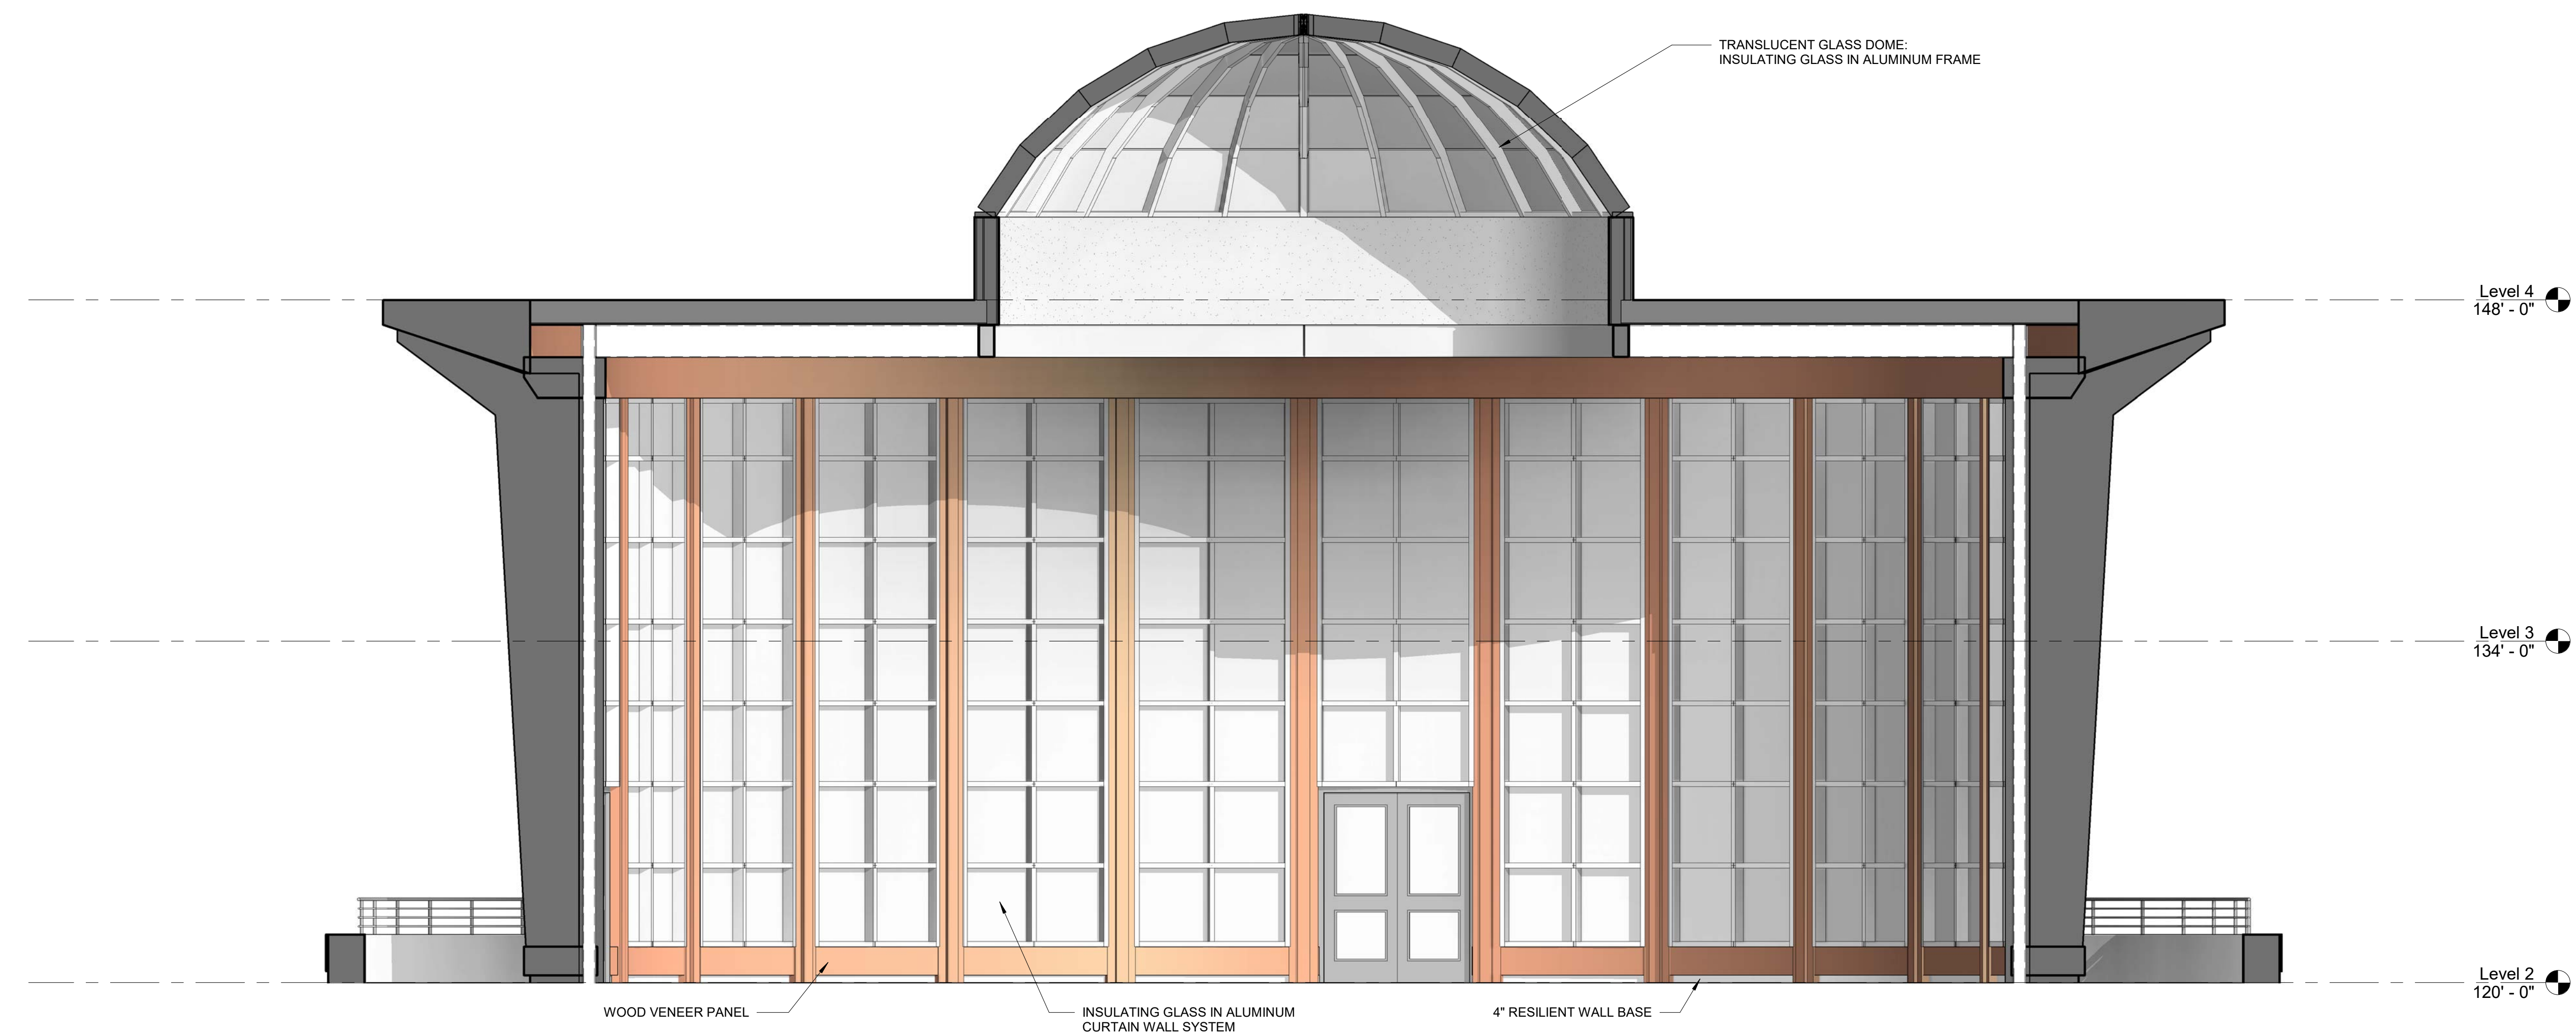 TRANSLUCENT GLASS DOME:
INSULATING GLASS IN ALUMINUM FRAME
Level 4
148' - 0"
Level 3
134' - 0"
Level 2
120' - 0"
WOOD VENEER PANEL
INSULATING GLASS IN ALUMINUM
CURTAIN WALL SYSTEM
4" RESILIENT WALL BASE